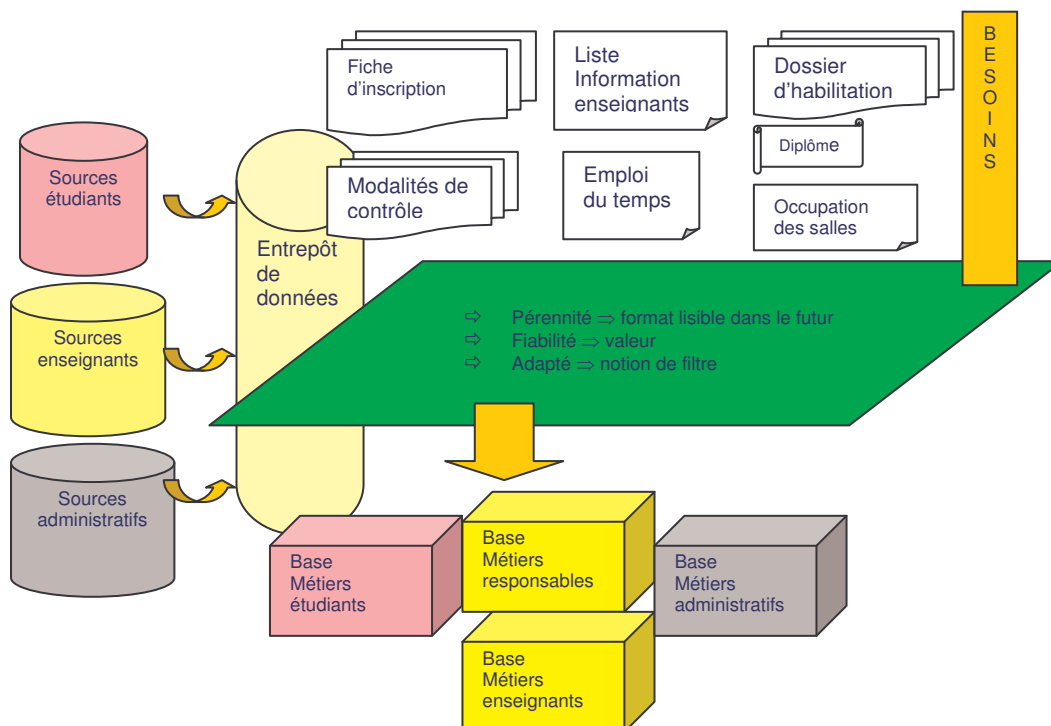 Fiche
d'inscription
Liste
Information
enseignants
Dossier
d'habilitation
Diplôme
BESOINS
Modalités de
contrôle
Emploi
du temps
Occupation
des salles
Sources
étudiants
Entrepôt
de
données
Sources
enseignants
Sources
administratifs
⇨ Pérennité ⇒ format lisible dans le futur
⇨ Fiabilité ⇒ valeur
⇨ Adapté ⇒ notion de filtre
Base
Métiers
étudiants
Base
Métiers
responsables
Base
Métiers
administratifs
Base
Métiers
enseignants